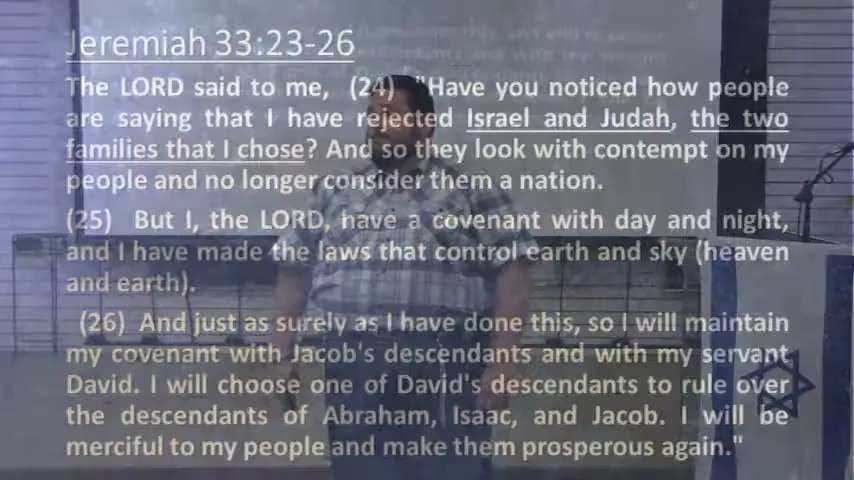 Jeremiah 33:23-26
The LORD said to me, (24) "Have you noticed how people
are saying that I have rejected Israel and Judah, the two
families that I chose? And so they look with contempt on my
people and no longer consider them a nation.
(25) But I, the LORD, have a covenant with day and night,
and I have made the laws that control earth and sky (heaven
and earth).
(26) And just as surely as I have done this, so I will maintain
my covenant with Jacob's descendants and with my servant
David. I will choose one of David's descendants to rule over
the descendants of Abraham, Isaac, and Jacob. I will be
merciful to my people and make them prosperous again."